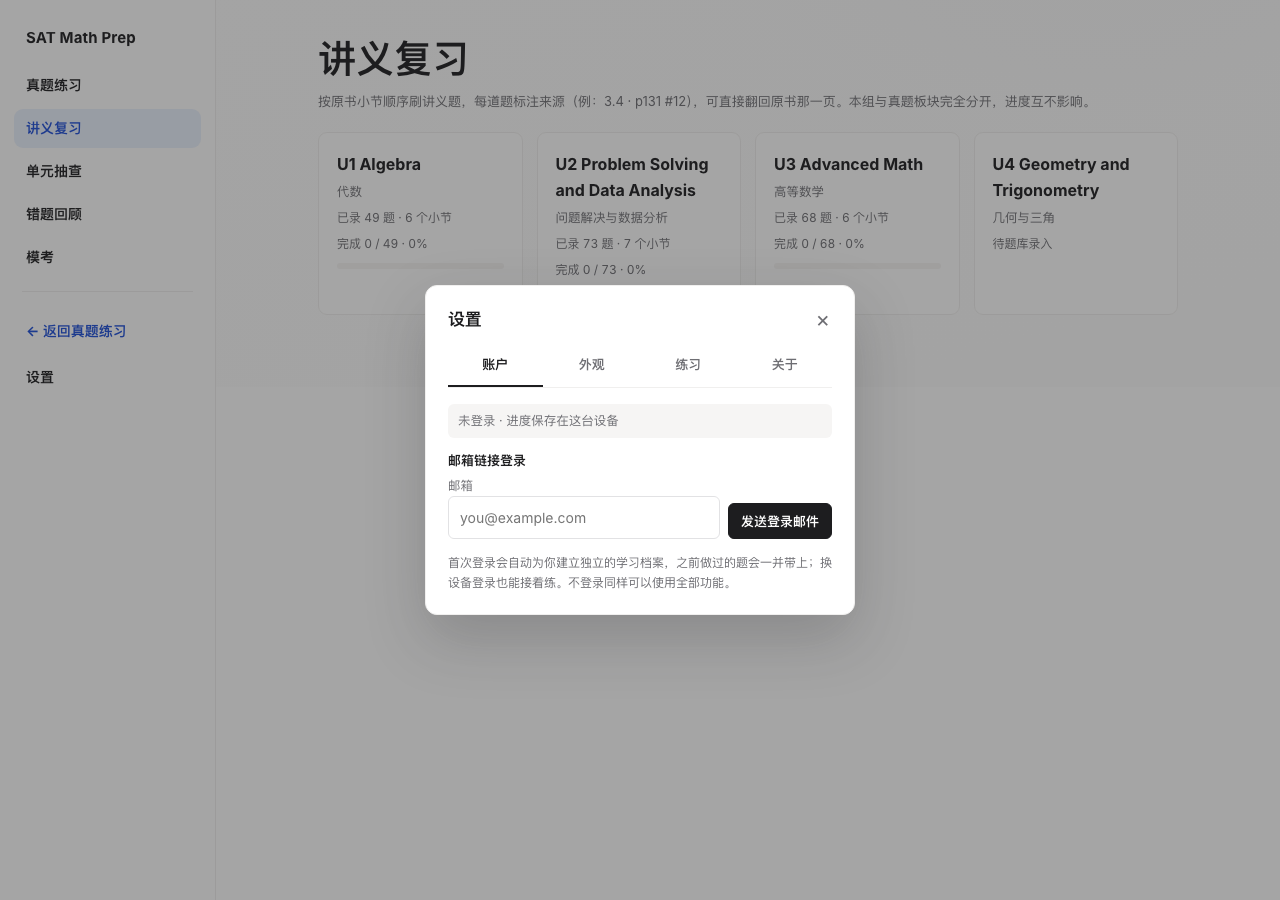 SAT Math Prep
真题练习
讲义复习
单元抽查
错题回顾
模考
← 返回真题练习
设置
讲义复习
按原书小节顺序刷讲义题，每道题标注来源（例：3.4 · p131 #12），可直接翻回原书那一页。本组与真题板块完全分开，进度互不影响。
U1 Algebra
代数
已录 49 题 · 6 个小节
完成 0 / 49 · 0%
U2 Problem Solving
and Data Analysis
问题解决与数据分析
已录 73 题 · 7 个小节
完成 0 / 73 · 0%
U3 Advanced Math
高等数学
已录 68 题 · 6 个小节
完成 0 / 68 · 0%
U4 Geometry and
Trigonometry
几何与三角
待题库录入
设置
×
账户 外观 练习 关于
未登录 · 进度保存在这台设备
邮箱链接登录
邮箱
you@example.com
发送登录邮件
首次登录会自动为你建立独立的学习档案，之前做过的题会一并带上；换
设备登录也能接着练。不登录同样可以使用全部功能。